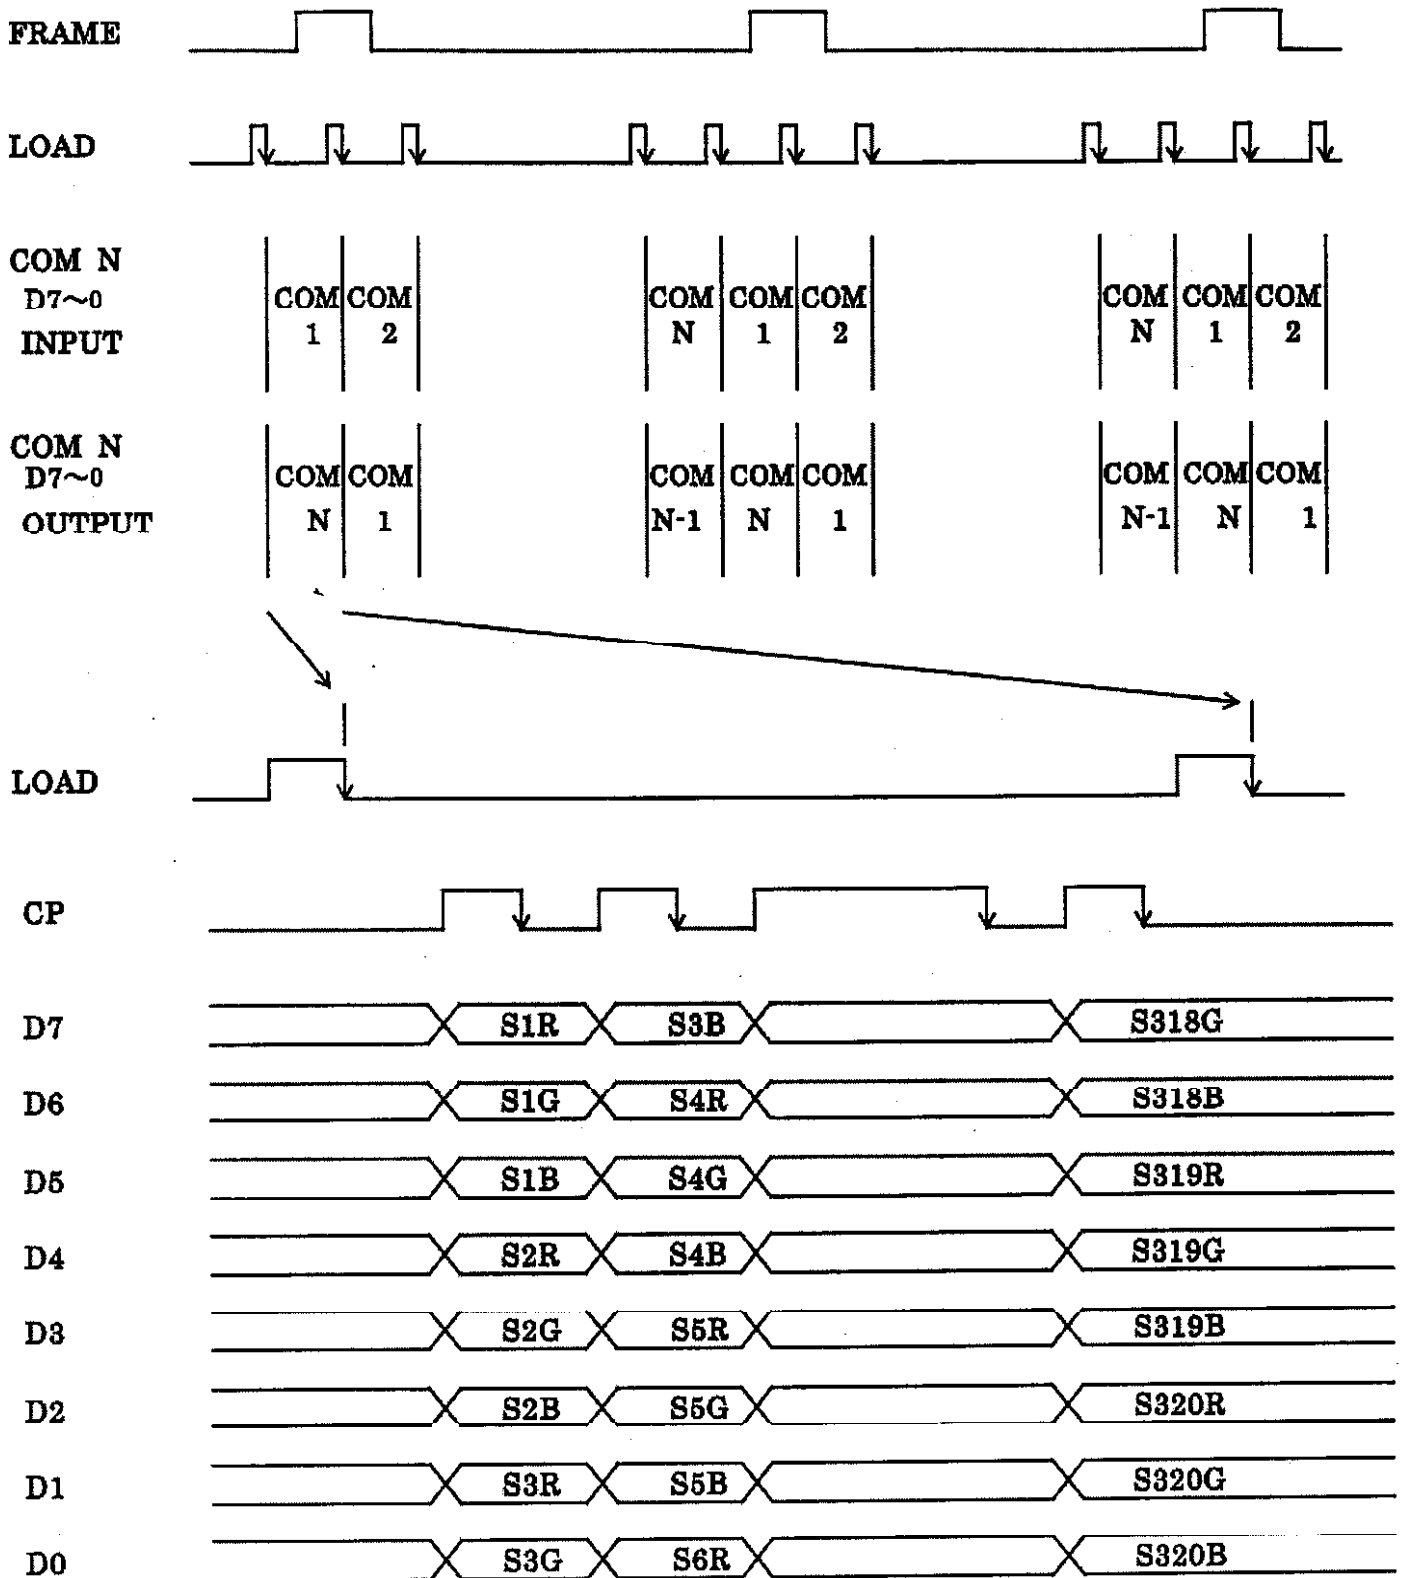 FRAME
LOAD
COM N
D7~0
INPUT
COM 1 COM 2 COM N COM 1 COM 2 COM N COM 1 COM 2
COM N
D7~0
OUTPUT
COM N COM 1 COM N-1 COM N COM 1 COM N-1 COM N COM 1
LOAD
CP
D7 S1R S3B S318G
D6 S1G S4R S318B
D5 S1B S4G S319R
D4 S2R S4B S319G
D3 S2G S5R S319B
D2 S2B S5G S320R
D1 S3R S5B S320G
D0 S3G S6R S320B